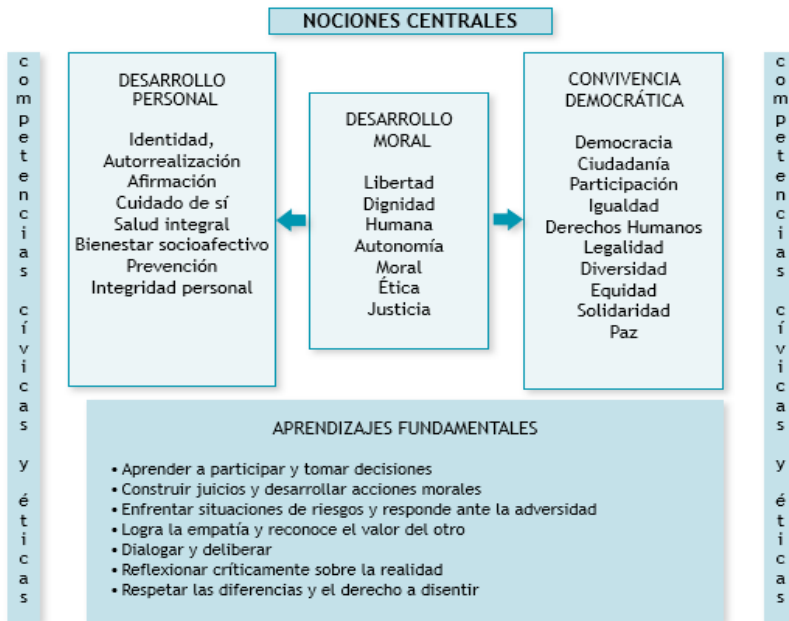 NOCIONES CENTRALES
competencias cívicas y éticas
DESARROLLO
PERSONAL
Identidad,
Autorrealización
Afirmación
Cuidado de sí
Salud integral
Bienestar socioafectivo
Prevención
Integridad personal
DESARROLLO
MORAL
Libertad
Dignidad
Humana
Autonomía
Moral
Ética
Justicia
CONVIVENCIA
DEMOCRÁTICA
Democracia
Ciudadanía
Participación
Igualdad
Derechos Humanos
Legalidad
Diversidad
Equidad
Solidaridad
Paz
competencias cívicas y éticas
APRENDIZAJES FUNDAMENTALES
• Aprender a participar y tomar decisiones
• Construir juicios y desarrollar acciones morales
• Enfrentar situaciones de riesgos y responde ante la adversidad
• Logra la empatía y reconoce el valor del otro
• Dialogar y deliberar
• Reflexionar críticamente sobre la realidad
• Respetar las diferencias y el derecho a disentir